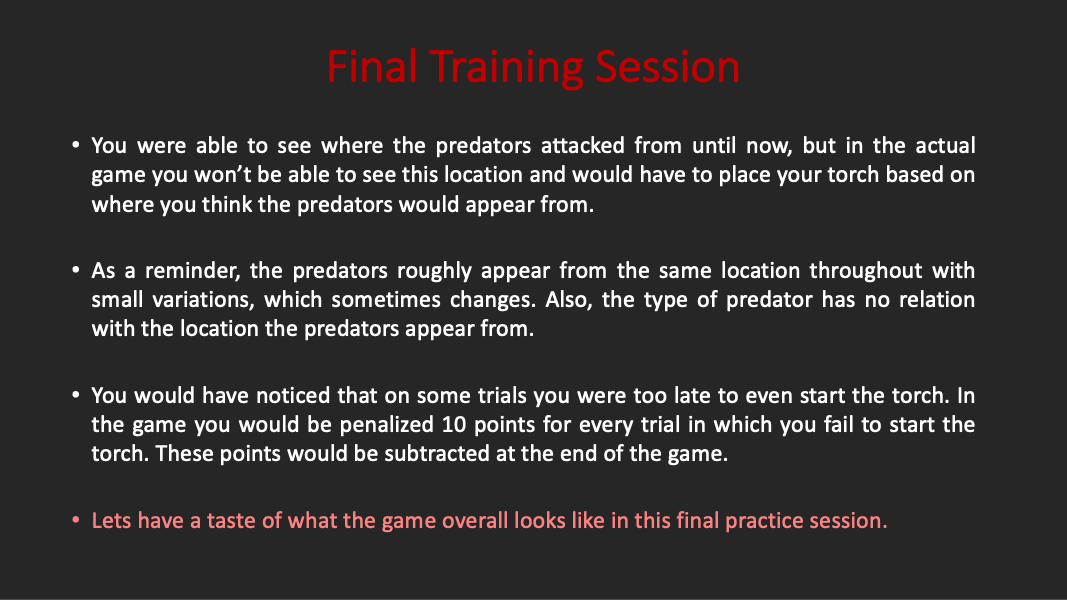 Final Training Session
• You were able to see where the predators attacked from until now, but in the actual
game you won’t be able to see this location and would have to place your torch based on
where you think the predators would appear from.
• As a reminder, the predators roughly appear from the same location throughout with
small variations, which sometimes changes. Also, the type of predator has no relation
with the location the predators appear from.
• You would have noticed that on some trials you were too late to even start the torch. In
the game you would be penalized 10 points for every trial in which you fail to start the
torch. These points would be subtracted at the end of the game.
• Lets have a taste of what the game overall looks like in this final practice session.